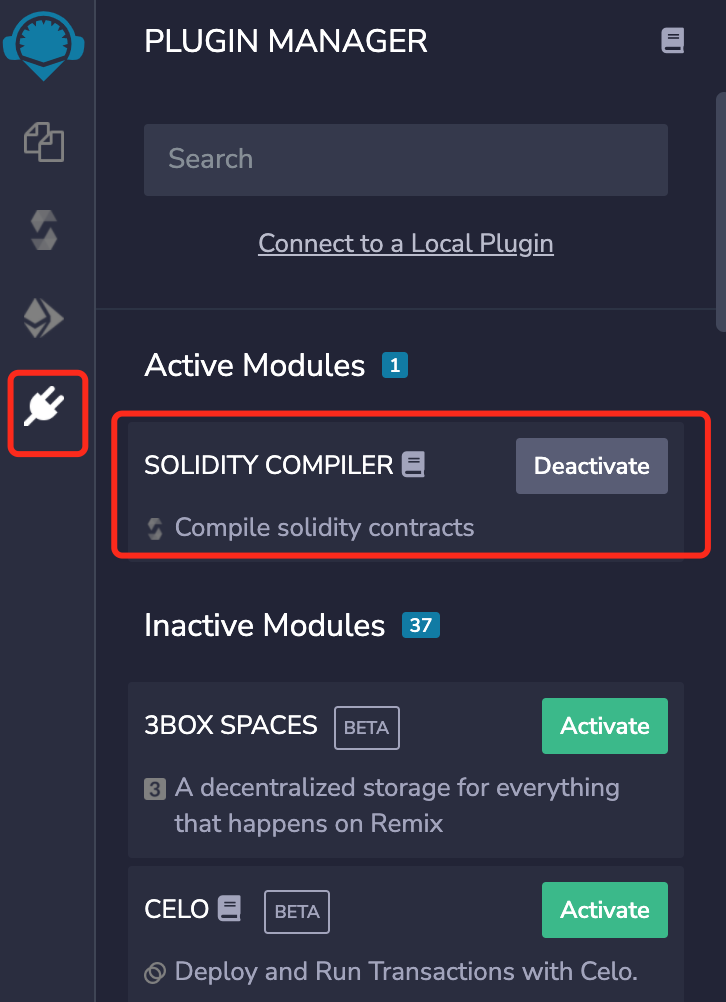 PLUGIN MANAGER
Search
Connect to a Local Plugin
Active Modules 1
SOLIDITY COMPILER
Deactivate
Compile solidity contracts
Inactive Modules 37
3BOX SPACES BETA
Activate
3 A decentralized storage for everything
that happens on Remix
CELO BETA
Activate
Deploy and Run Transactions with Celo.